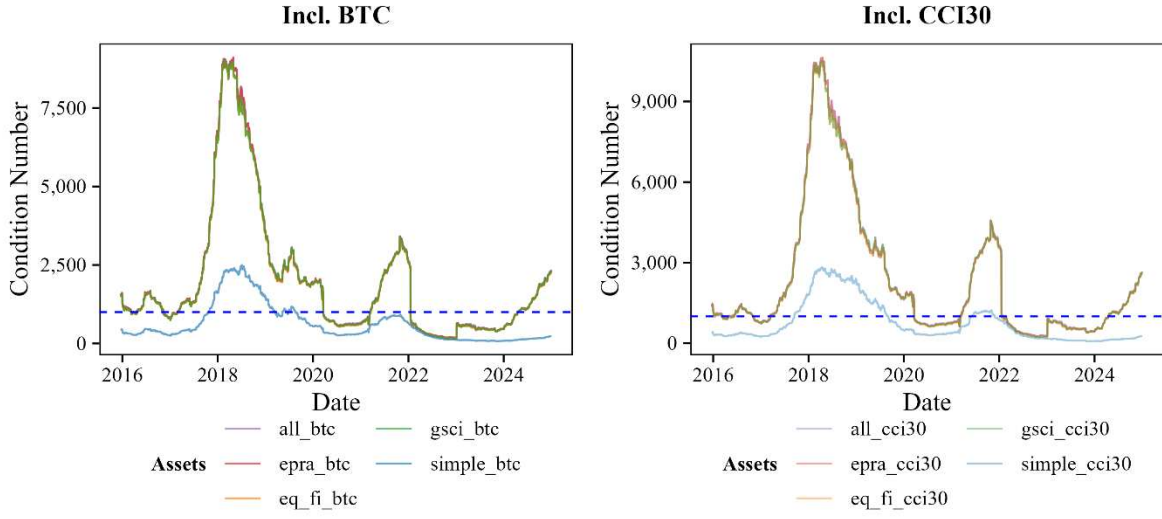 Incl. BTC
Condition Number
7,500
5,000
2,500
0
2016 2018 2020 2022 2024
Date
Assets
all_btc gsci_btc
epra_btc simple_btc
eq_fi_btc
Incl. CCI30
Condition Number
9,000
6,000
3,000
0
2016 2018 2020 2022 2024
Date
Assets
all_cci30 gsci_cci30
epra_cci30 simple_cci30
eq_fi_cci30